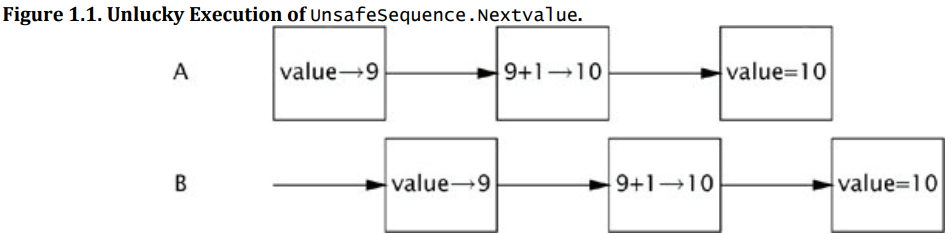 Figure 1.1. Unlucky Execution of UnsafeSequence.Nextvalue.
A value→9 9+1→10 value=10
B value→9 9+1→10 value=10